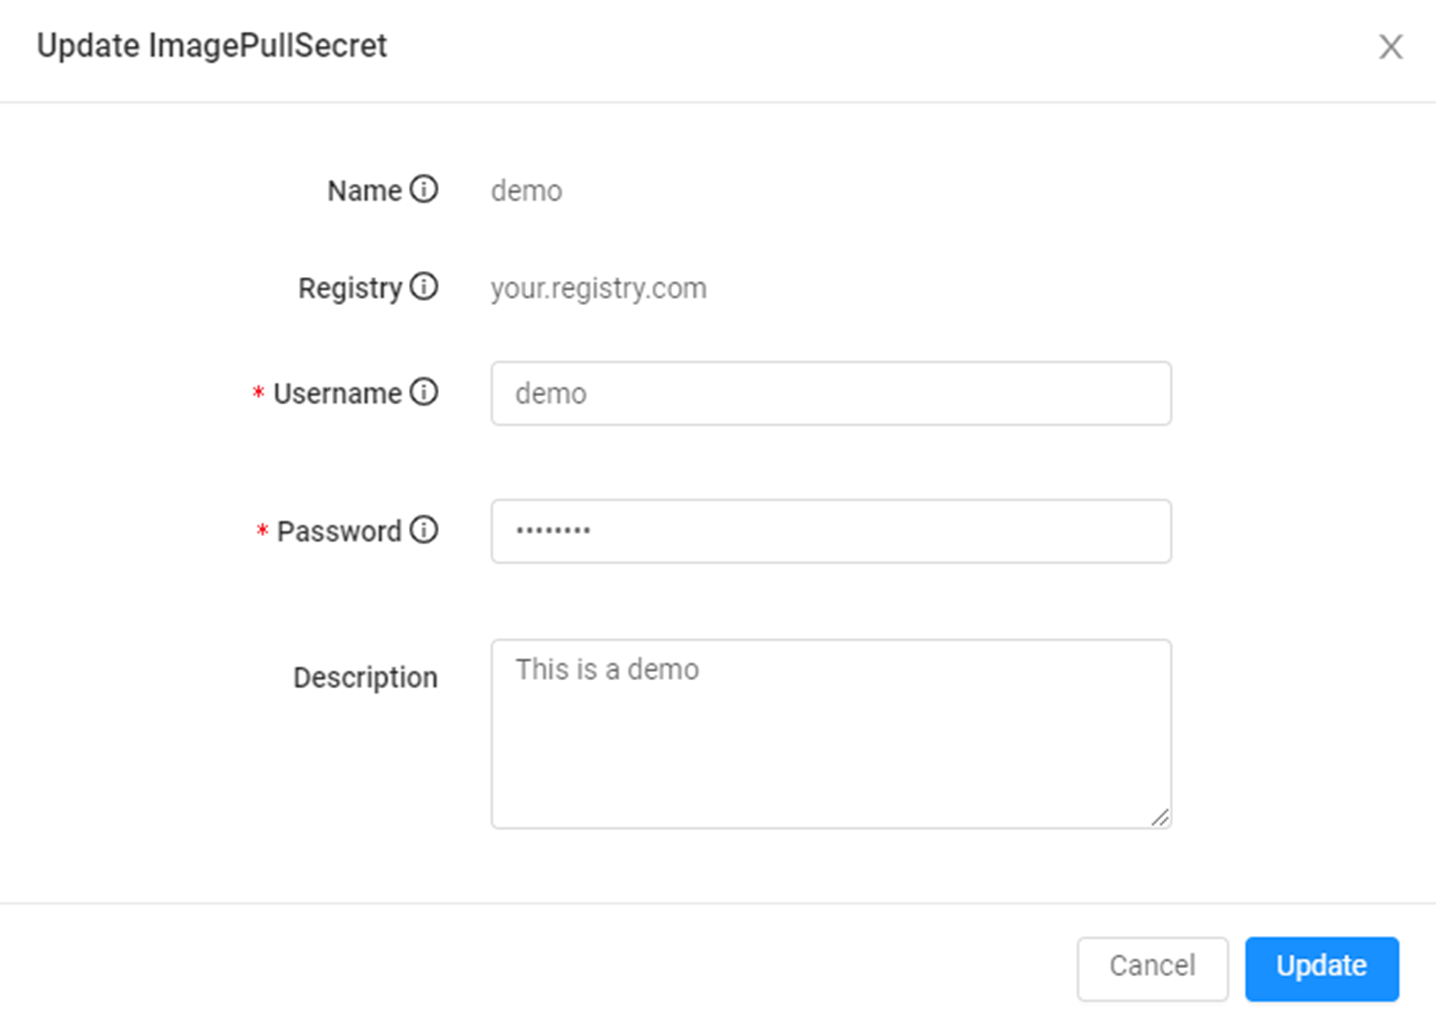 Update ImagePullSecret
Name demo
Registry your.registry.com
* Username demo
* Password ••••••••
Description This is a demo
Cancel Update